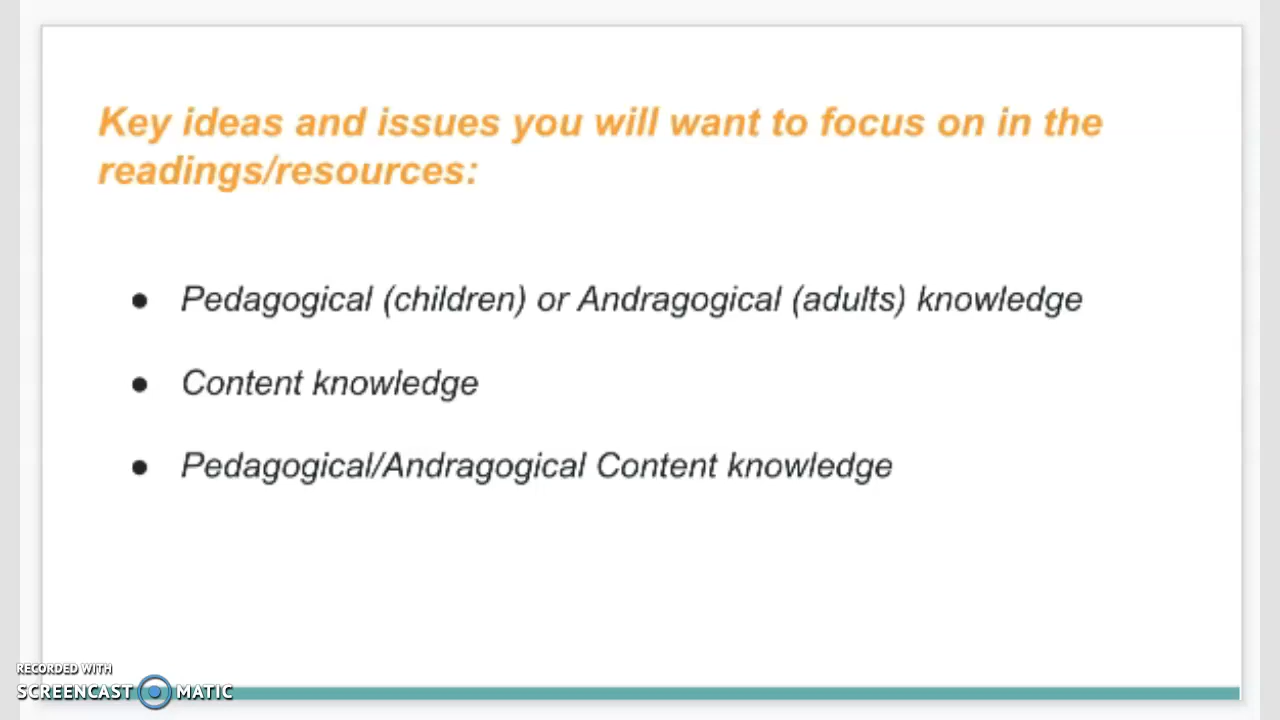 Key ideas and issues you will want to focus on in the
readings/resources:
● Pedagogical (children) or Andragogical (adults) knowledge
● Content knowledge
● Pedagogical/Andragogical Content knowledge
RECORDED WITH
SCREENCAST MATIC